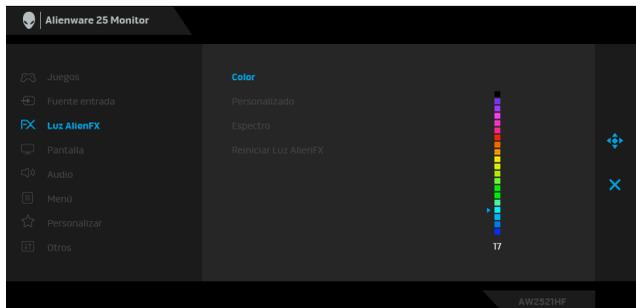 Alienware 25 Monitor
Juegos
Fuente entrada
Luz AlienFX
Pantalla
Audio
Menú
Personalizar
Otros
Color
Personalizado
Espectro
Reiniciar Luz AlienFX
17
AW2521HF